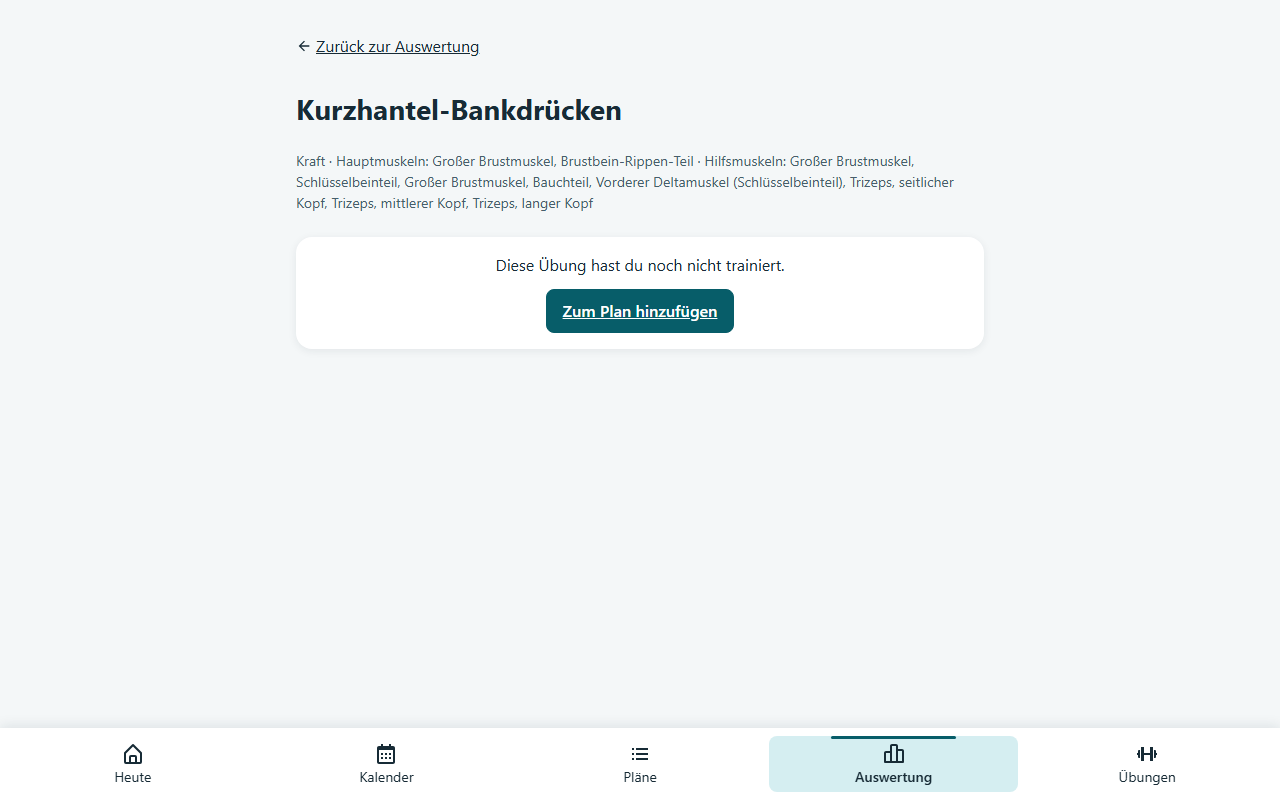 Zurück zur Auswertung
Kurzhantel-Bankdrücken
Kraft · Hauptmuskeln: Großer Brustmuskel, Brustbein-Rippen-Teil · Hilfsmuskeln: Großer Brustmuskel,
Schlüsselbeinteil, Großer Brustmuskel, Bauchteil, Vorderer Deltamuskel (Schlüsselbeinteil), Trizeps, seitlicher
Kopf, Trizeps, mittlerer Kopf, Trizeps, langer Kopf
Diese Übung hast du noch nicht trainiert.
Zum Plan hinzufügen
Heute
Kalender
Pläne
Auswertung
Übungen